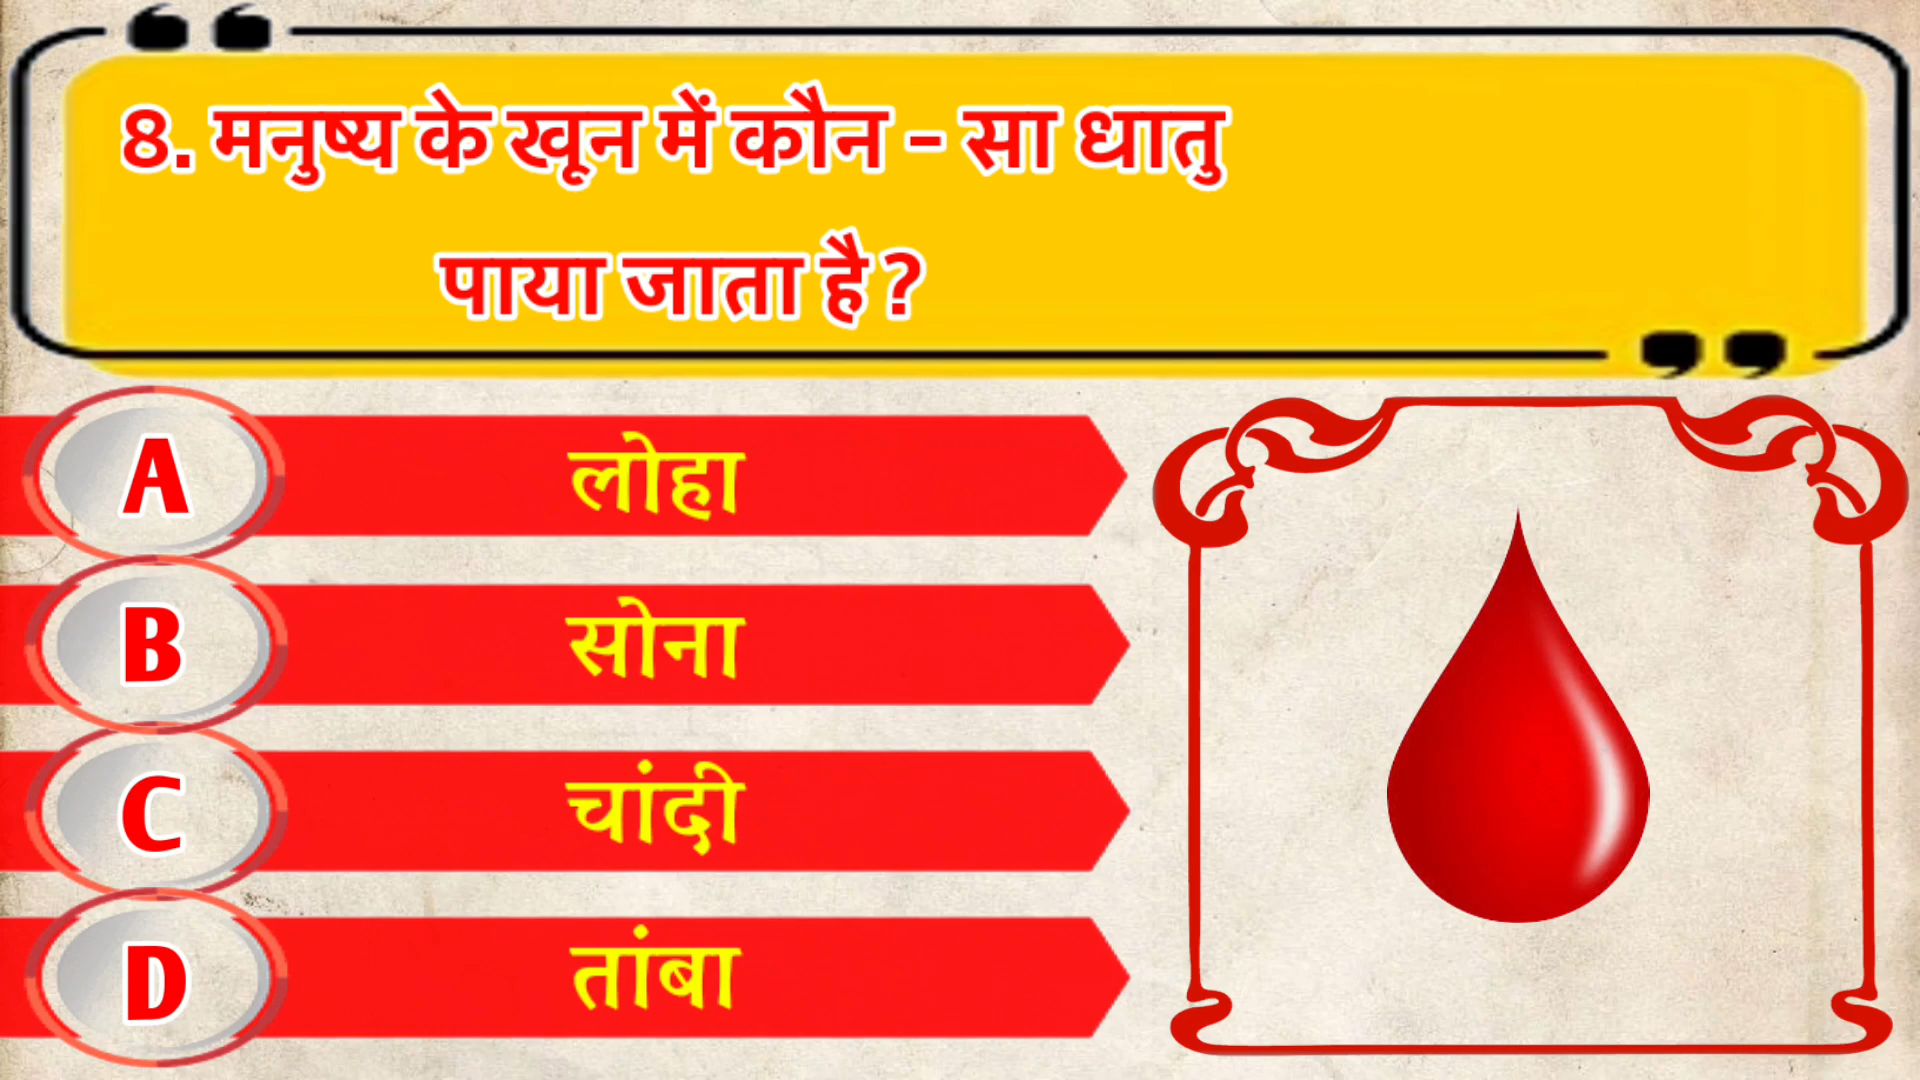 8. मनुष्य के खून में कौन - सा धातु
पाया जाता है ?
A लोहा
B सोना
C चांदी
D तांबा